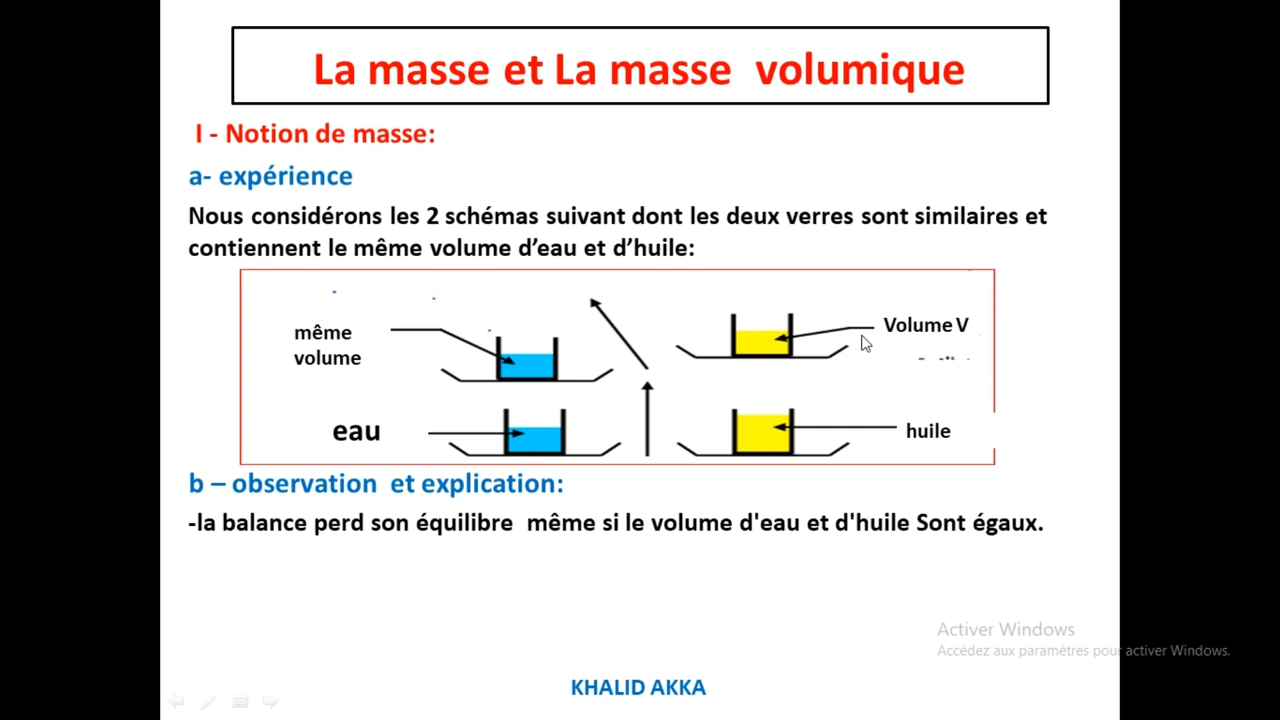 La masse et La masse volumique
I - Notion de masse:
a- expérience
Nous considérons les 2 schémas suivant dont les deux verres sont similaires et
contiennent le même volume d’eau et d’huile:
même
volume
Volume V
eau
huile
b – observation et explication:
-la balance perd son équilibre même si le volume d'eau et d'huile Sont égaux.
Activer Windows
Accédez aux paramètres pour activer Windows.
KHALID AKKA